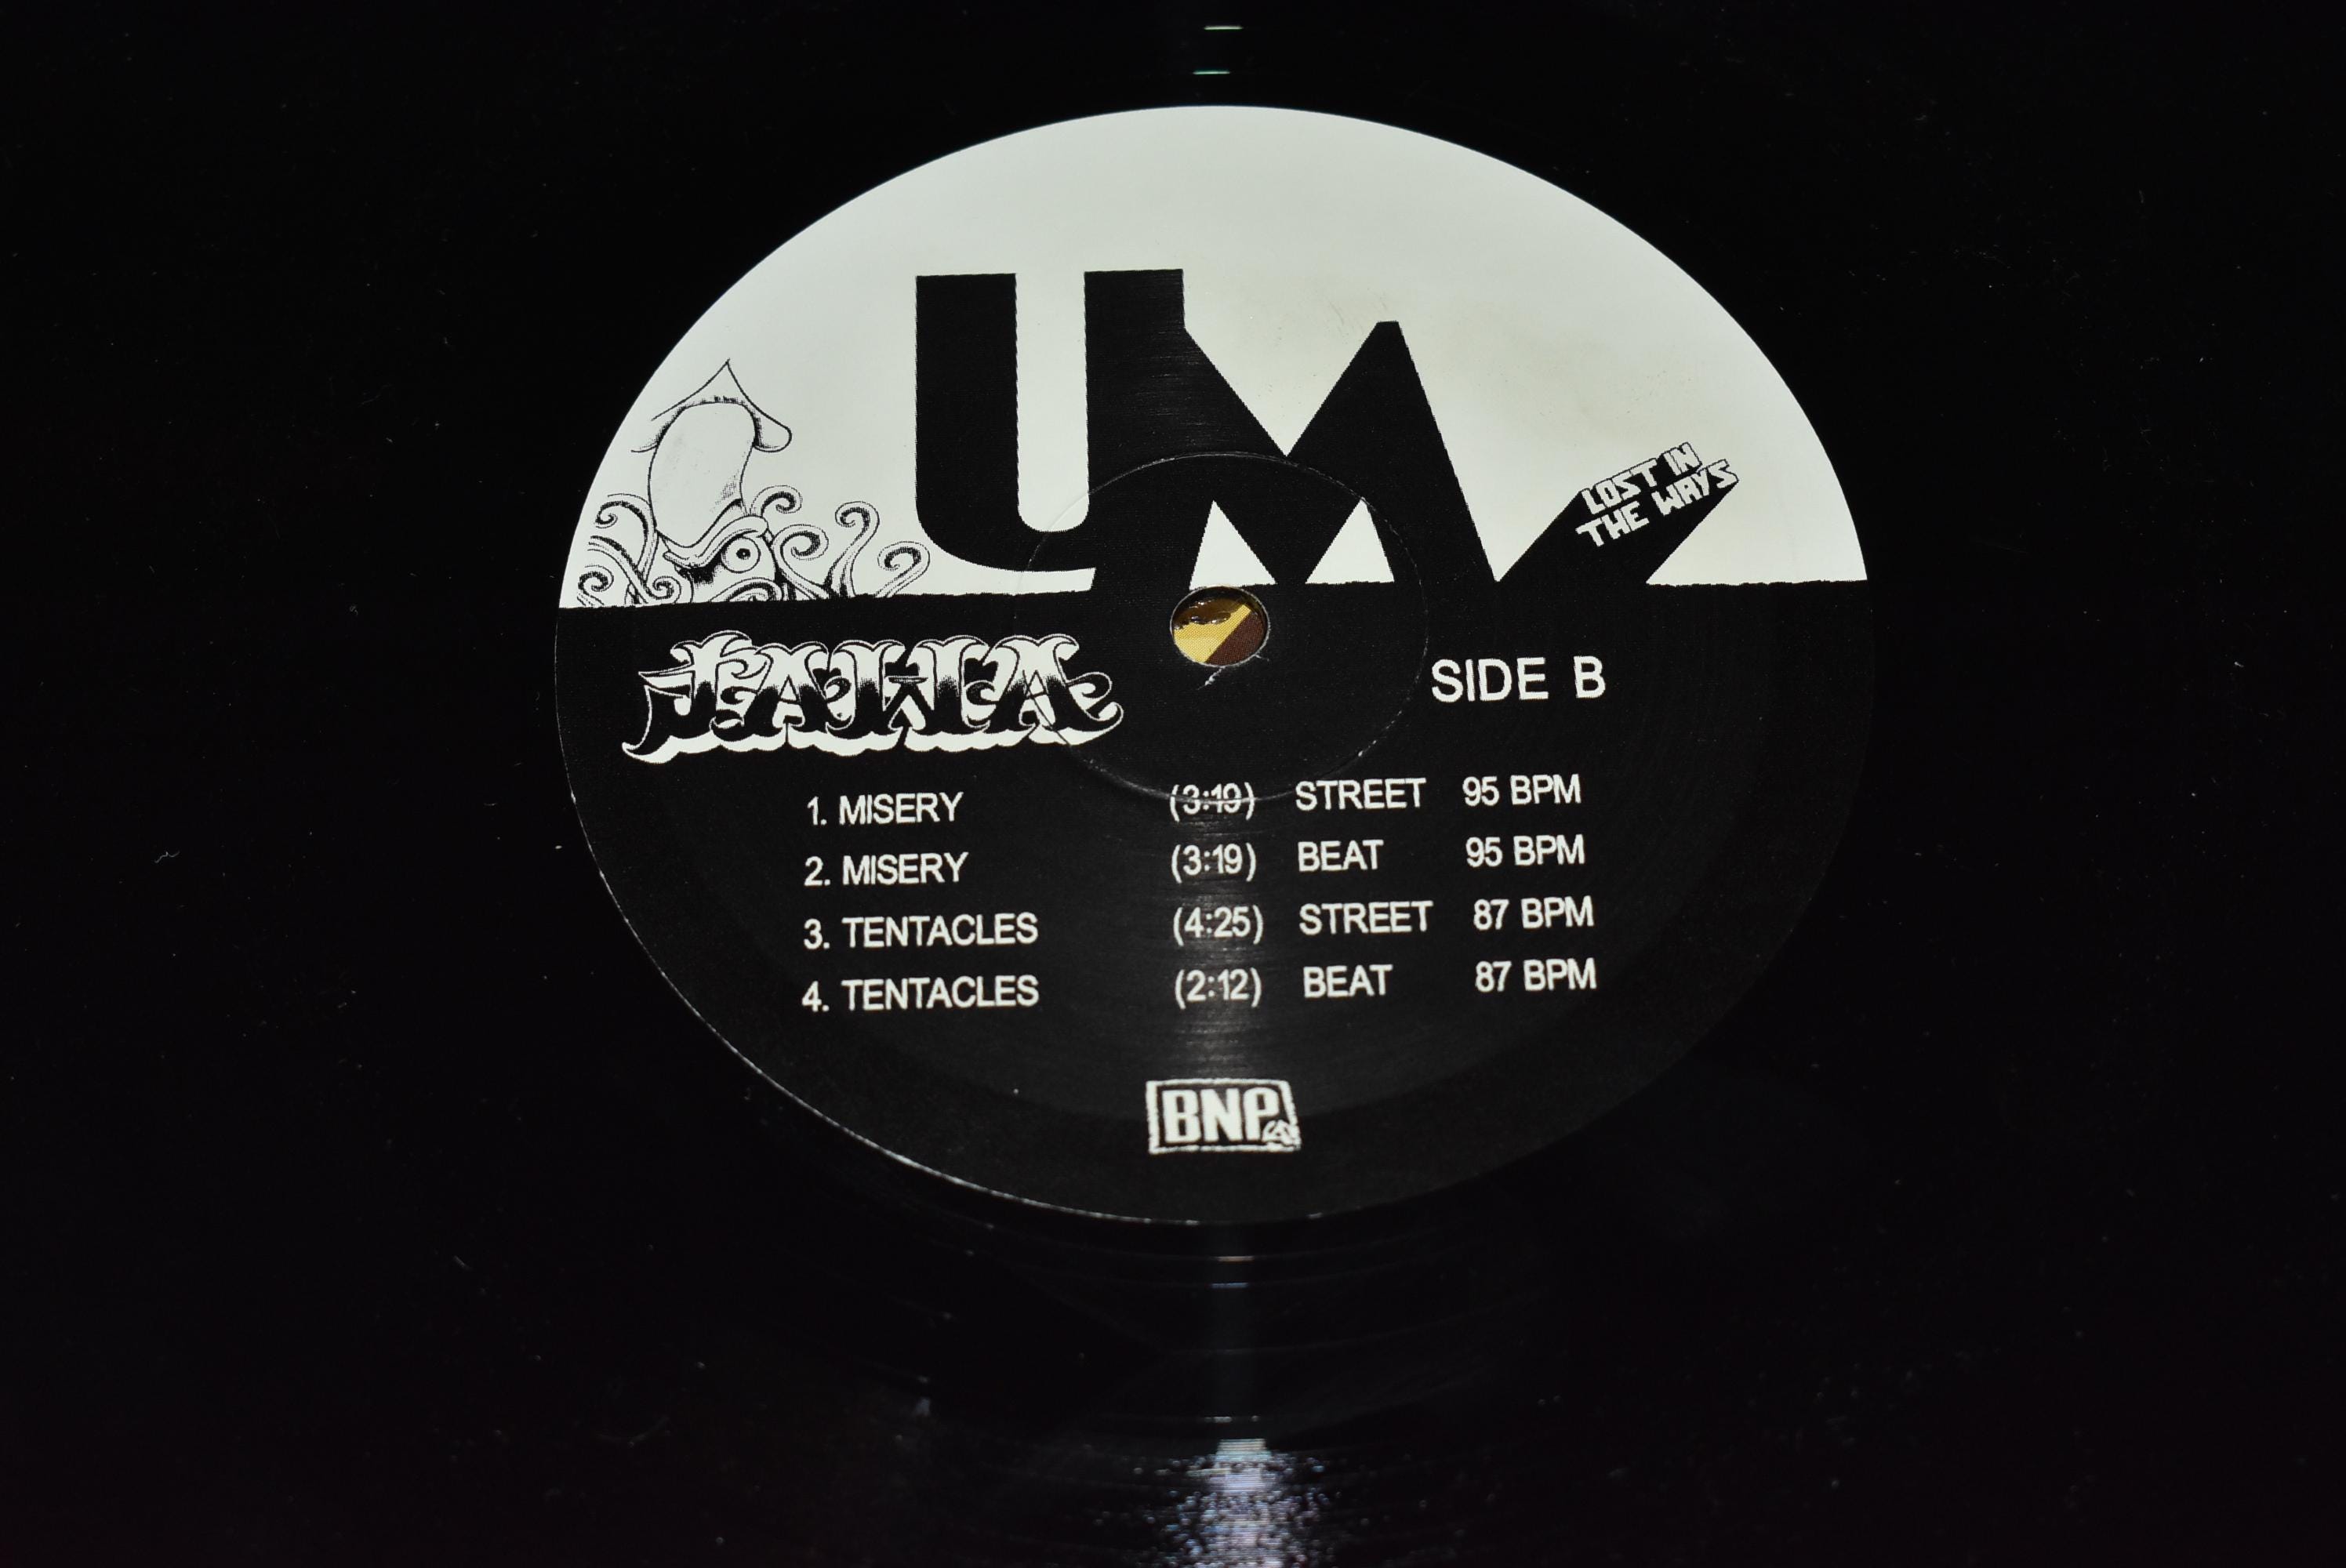 UM
LOST IN
THE WAYS
JAWA
SIDE B
1. MISERY (3:19) STREET 95 BPM
2. MISERY (3:19) BEAT 95 BPM
3. TENTACLES (4:25) STREET 87 BPM
4. TENTACLES (2:12) BEAT 87 BPM
BNP